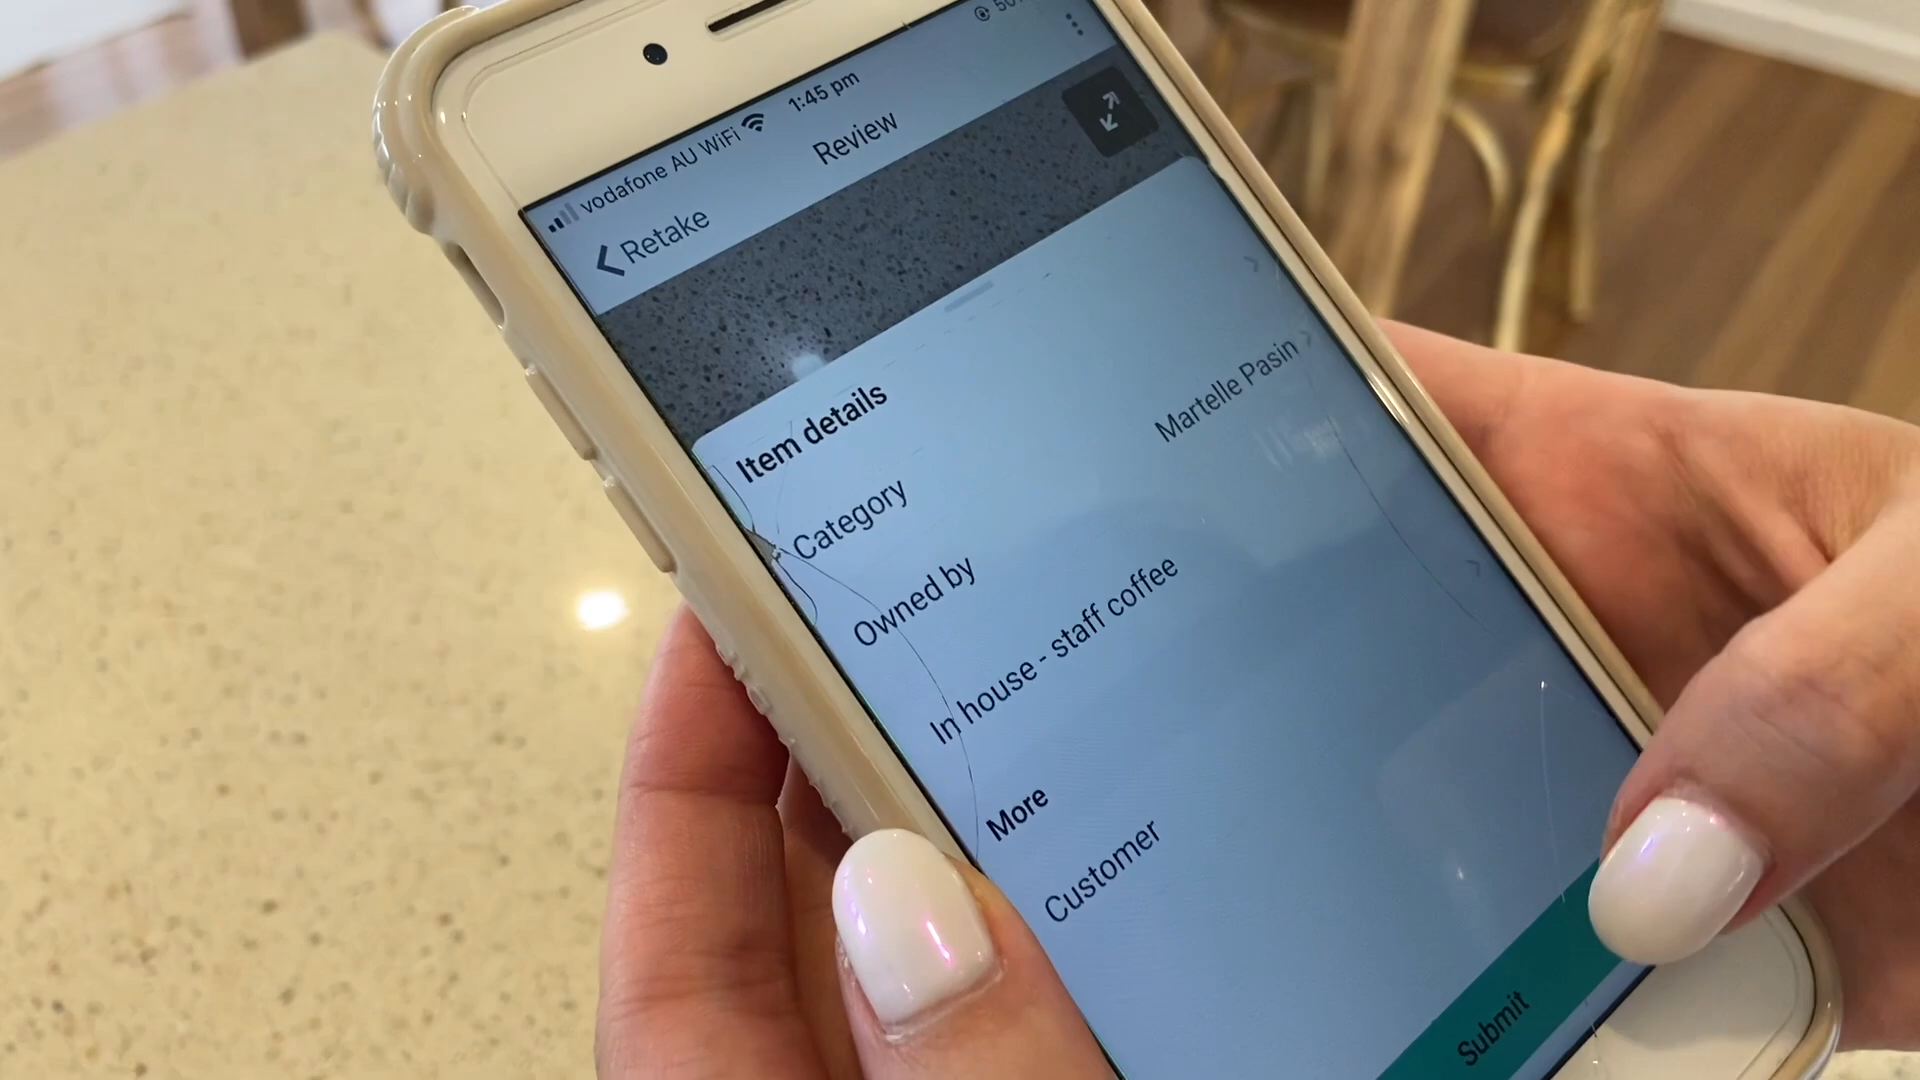 vodafone AU WiFi 1:45 pm
Retake Review
Item details
Category
Owned by Martelle Pasin
In house - staff coffee
More
Customer
Submit